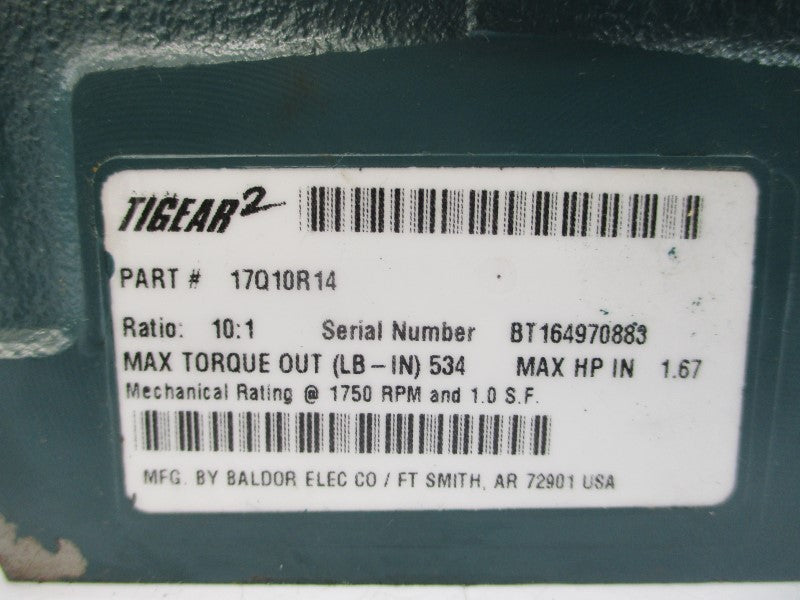 TIGEAR2
PART # 17Q10R14
Ratio: 10:1 Serial Number BT164970883
MAX TORQUE OUT (LB-IN) 534 MAX HP IN 1.67
Mechanical Rating @ 1750 RPM and 1.0 S.F.
MFG. BY BALDOR ELEC CO / FT SMITH, AR 72901 USA